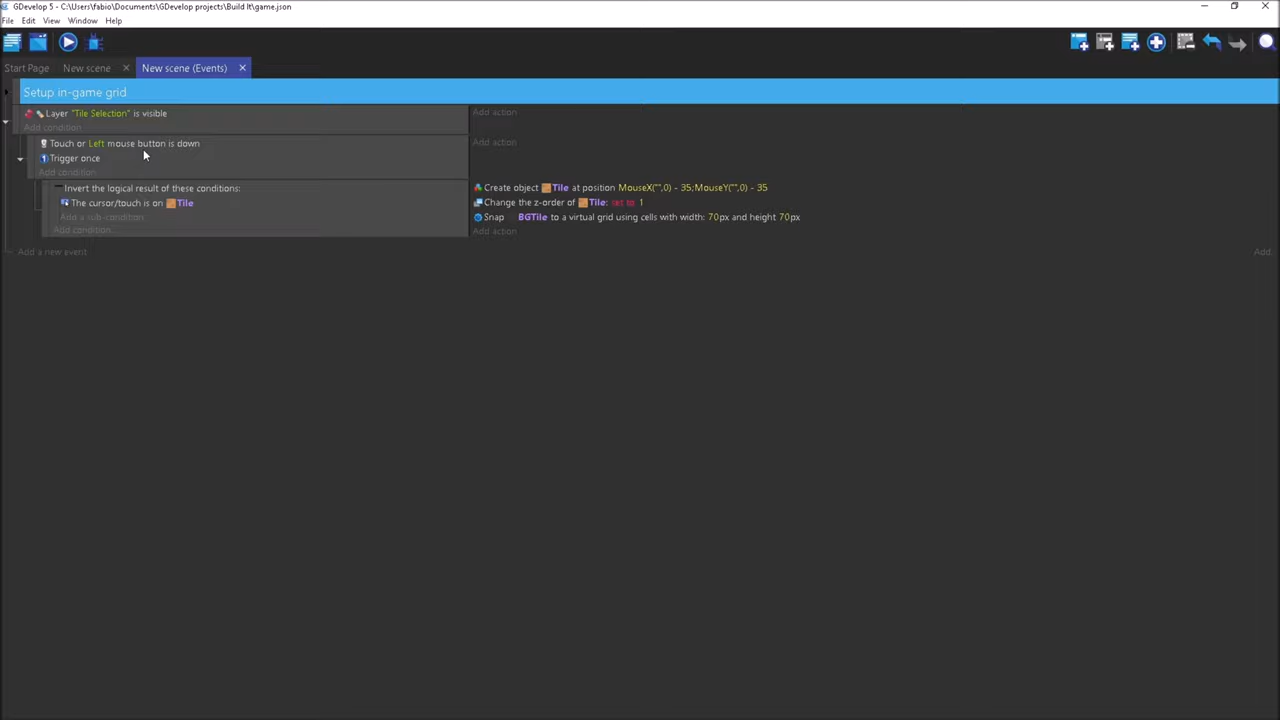 GDevelop 5 - C:\Users\fabio\Documents\GDevelop projects\Build It\game.json
File Edit View Window Help
Start Page New scene × New scene (Events) ×
Setup in-game grid
Layer "Tile Selection" is visible
Add action
Add condition
Touch or Left mouse button is down
Add action
Trigger once
Add condition
Invert the logical result of these conditions:
Create object Tile at position MouseX("",0) - 35;MouseY("",0) - 35
The cursor/touch is on Tile
Change the z-order of Tile: set to 1
Add a sub-condition
Snap BGTile to a virtual grid using cells with width: 70px and height 70px
Add condition
Add action
Add a new event
Add